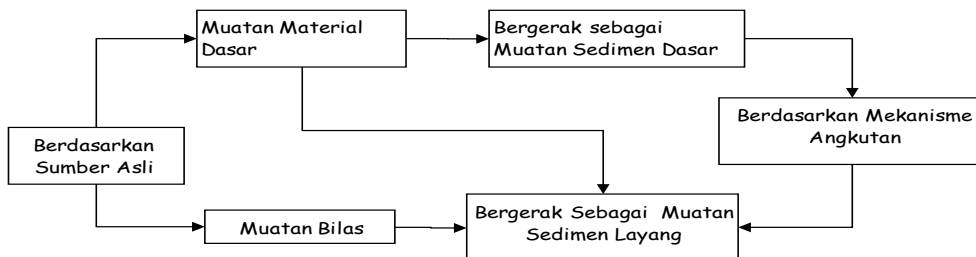 Muatan Material
Dasar
Bergerak sebagai
Muatan Sedimen Dasar
Berdasarkan Mekanisme
Angkutan
Berdasarkan
Sumber Asli
Muatan Bilas
Bergerak Sebagai Muatan
Sedimen Layang